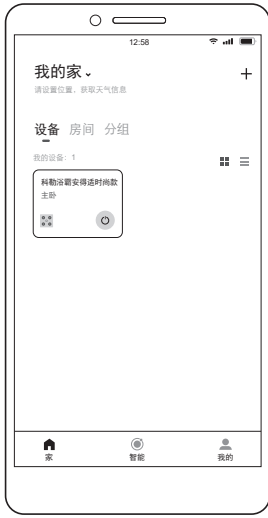 12:58
我的家
请设置位置，获取天气信息
设备 房间 分组
我的设备：1
科勒浴霸安得适时尚款
主卧
家 智能 我的